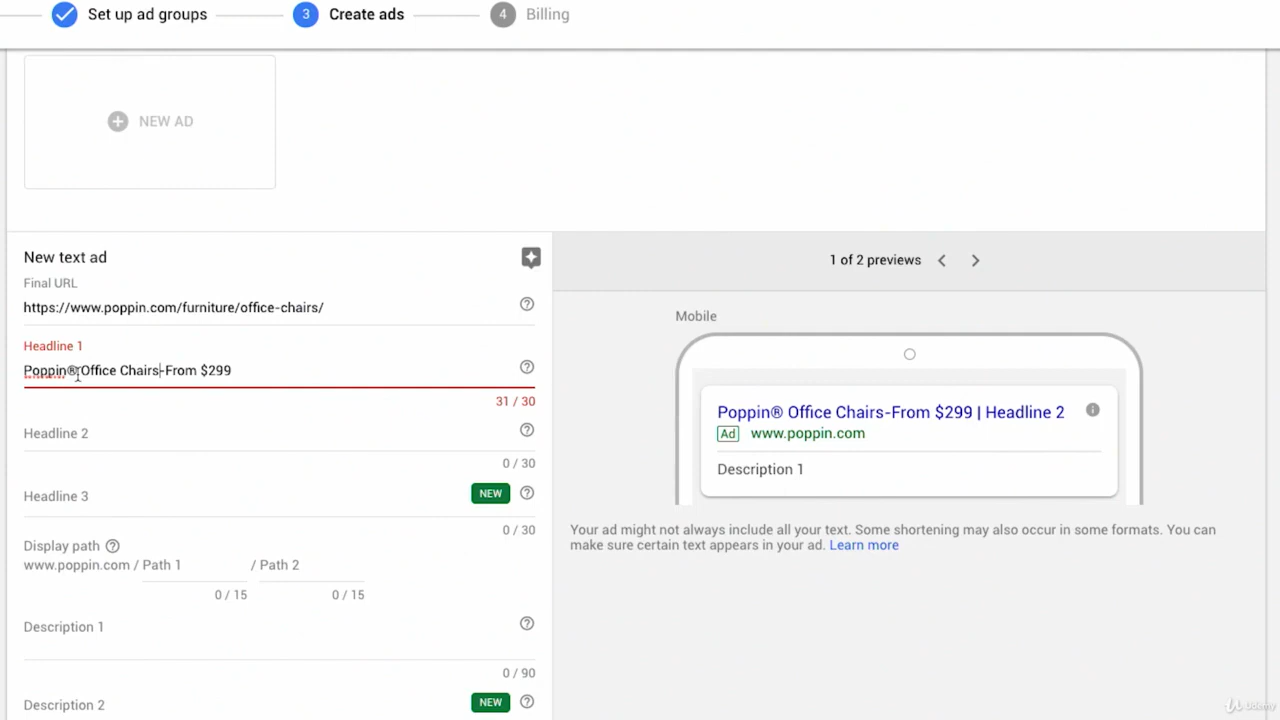 Set up ad groups
3 Create ads
4 Billing
NEW AD
New text ad
Final URL
https://www.poppin.com/furniture/office-chairs/
Headline 1
Poppin® Office Chairs-From $299
31 / 30
Headline 2
0 / 30
Headline 3
NEW
0 / 30
Display path
www.poppin.com / Path 1 / Path 2
0 / 15 0 / 15
Description 1
0 / 90
Description 2
NEW
1 of 2 previews
Mobile
Poppin® Office Chairs-From $299 | Headline 2
Ad www.poppin.com
Description 1
Your ad might not always include all your text. Some shortening may also occur in some formats. You can
make sure certain text appears in your ad. Learn more
Udemy